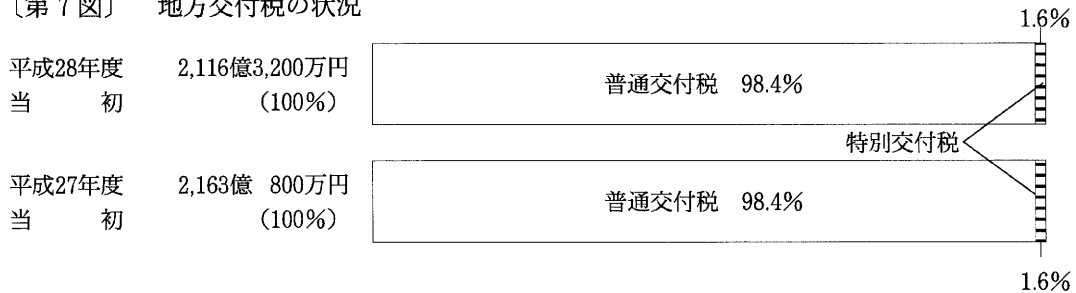 〔第7図〕 地方交付税の状況
1.6%
平成28年度 2,116億3,200万円
当 初 (100%)
普通交付税 98.4%
特別交付税
平成27年度 2,163億 800万円
当 初 (100%)
普通交付税 98.4%
1.6%